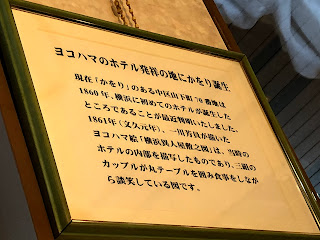 ヨコハマのホテル発祥の地にかをり誕生
現在「かをり」のある中区山下町70番地は
1860年、横浜に初めてのホテルが誕生した
ところであることが最近判明いたしました。
1861年(文久元年)、一川芳員が描いた
ヨコハマ絵「横浜異人屋敷之図」は、当時の
ホテルの内部を描写したものであり、三組の
カップルが丸テーブルを囲み食事をしなが
ら談笑している図です。